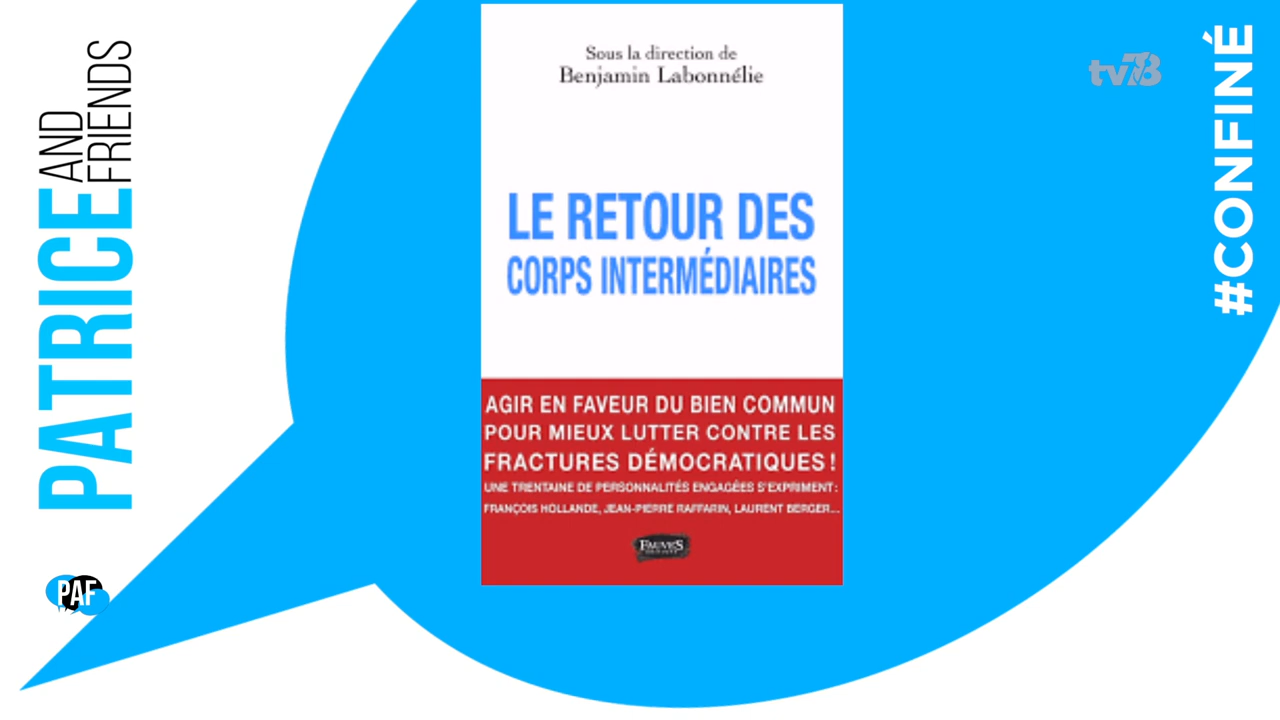 PATRICE
AND
FRIENDS
PAF
Sous la direction de
Benjamin Labonnélie
LE RETOUR DES
CORPS INTERMÉDIAIRES
AGIR EN FAVEUR DU BIEN COMMUN
POUR MIEUX LUTTER CONTRE LES
FRACTURES DÉMOCRATIQUES !
UNE TRENTAINE DE PERSONNALITÉS ENGAGÉES S'EXPRIMENT :
FRANÇOIS HOLLANDE, JEAN-PIERRE RAFFARIN, LAURENT BERGER...
FAUVES
tv78
#CONFINÉ